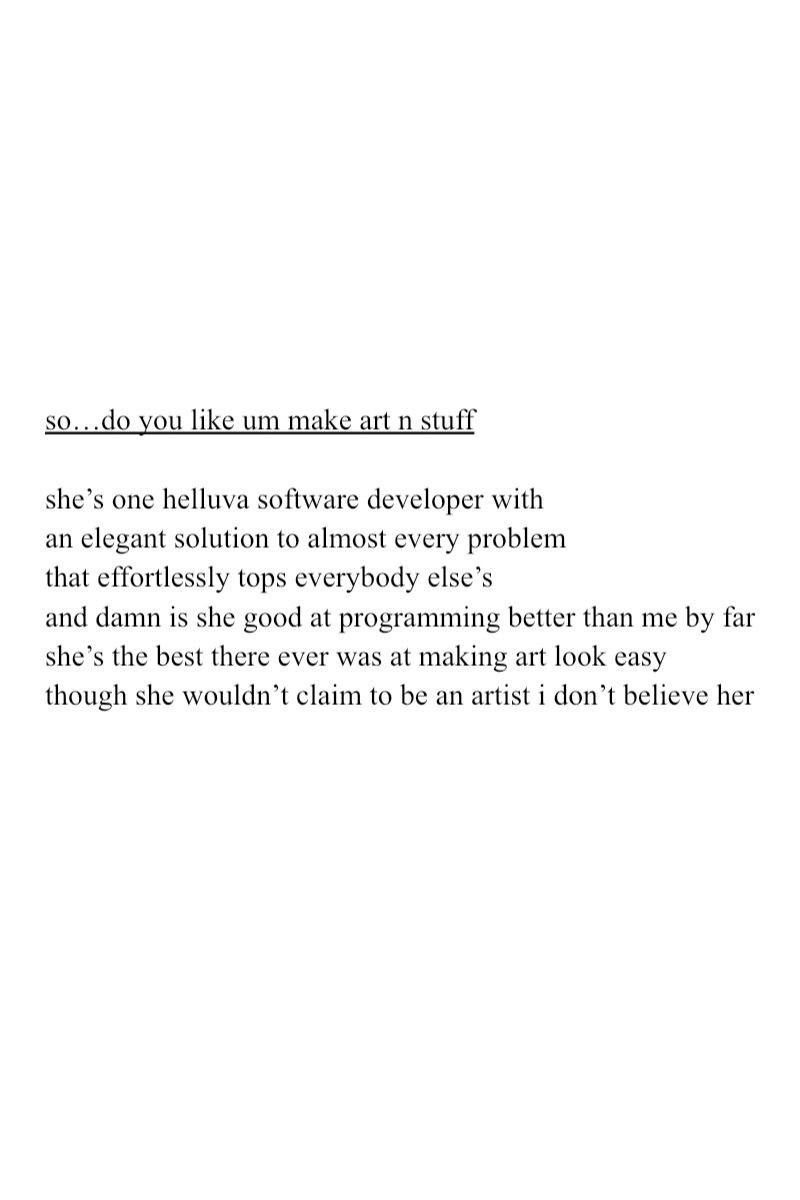 so…do you like um make art n stuff
she’s one helluva software developer with
an elegant solution to almost every problem
that effortlessly tops everybody else’s
and damn is she good at programming better than me by far
she’s the best there ever was at making art look easy
though she wouldn’t claim to be an artist i don’t believe her